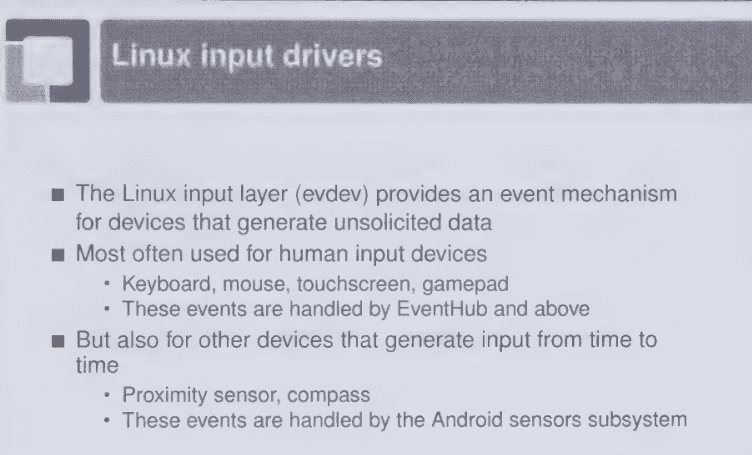 Linux input drivers
■ The Linux input layer (evdev) provides an event mechanism
for devices that generate unsolicited data
■ Most often used for human input devices
• Keyboard, mouse, touchscreen, gamepad
• These events are handled by EventHub and above
■ But also for other devices that generate input from time to
time
• Proximity sensor, compass
• These events are handled by the Android sensors subsystem